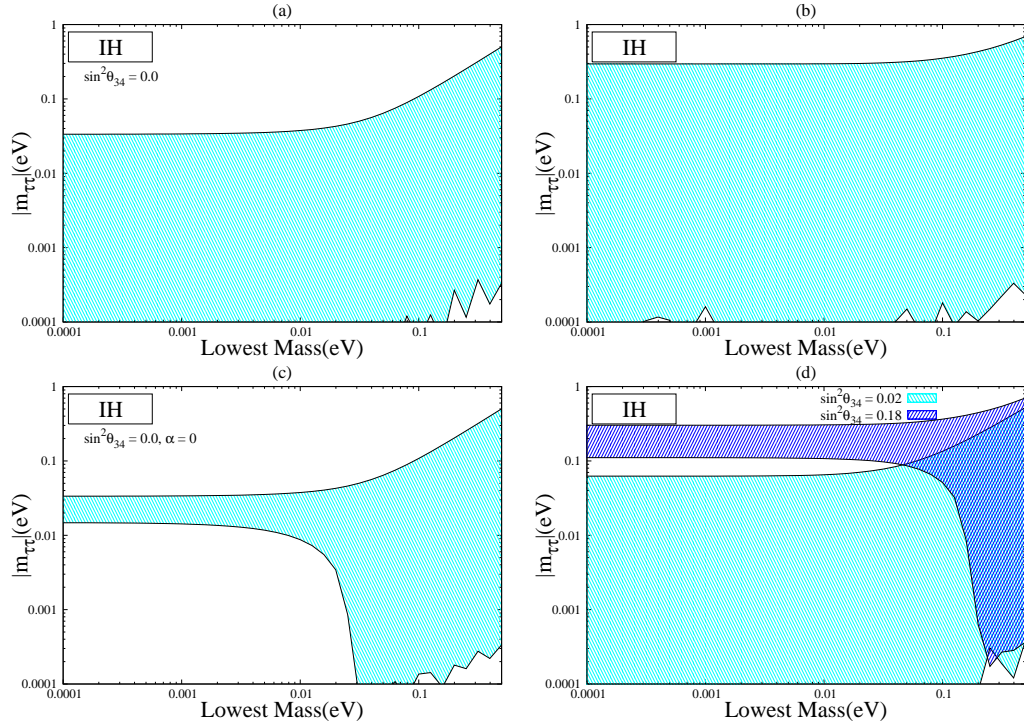 (a)
IH
sin²θ₃₄ = 0.0
1
0.1
0.01
0.001
0.0001
|m_ττ|(eV)
0.0001 0.001 0.01 0.1
Lowest Mass(eV)
(b)
IH
1
0.1
0.01
0.001
0.0001
|m_ττ|(eV)
0.0001 0.001 0.01 0.1
Lowest Mass(eV)
(c)
IH
sin²θ₃₄ = 0.0, α = 0
1
0.1
0.01
0.001
0.0001
|m_ττ|(eV)
0.0001 0.001 0.01 0.1
Lowest Mass(eV)
(d)
IH
sin²θ₃₄ = 0.02
sin²θ₃₄ = 0.18
1
0.1
0.01
0.001
0.0001
|m_ττ|(eV)
0.0001 0.001 0.01 0.1
Lowest Mass(eV)